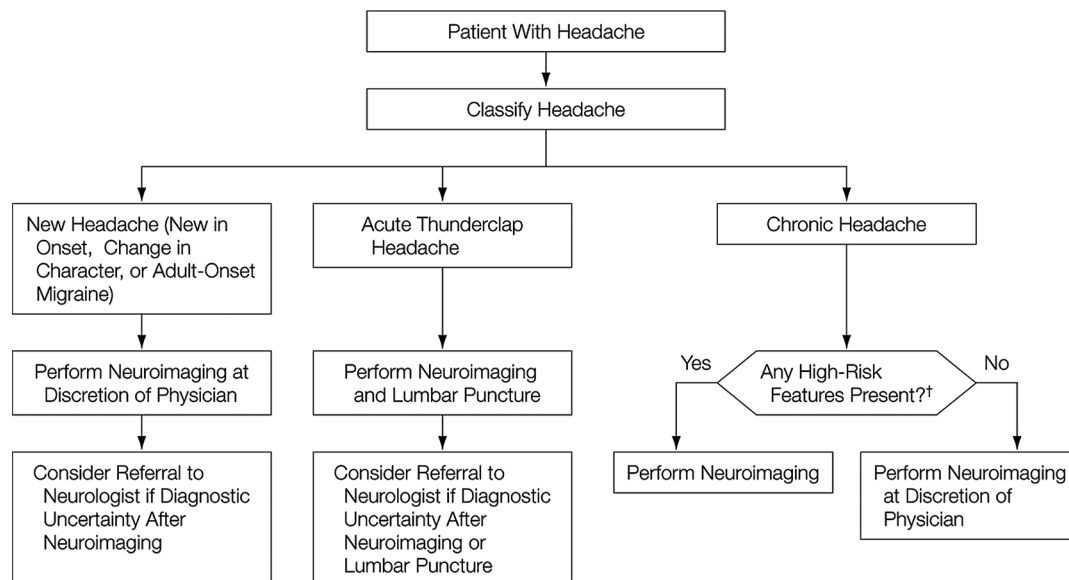 Patient With Headache
Classify Headache
New Headache (New in
Onset, Change in
Character, or Adult-Onset
Migraine)
Acute Thunderclap
Headache
Chronic Headache
Perform Neuroimaging at
Discretion of Physician
Perform Neuroimaging
and Lumbar Puncture
Yes
Any High-Risk
Features Present?†
No
Consider Referral to
Neurologist if Diagnostic
Uncertainty After
Neuroimaging
Consider Referral to
Neurologist if Diagnostic
Uncertainty After
Neuroimaging or
Lumbar Puncture
Perform Neuroimaging
Perform Neuroimaging
at Discretion of
Physician